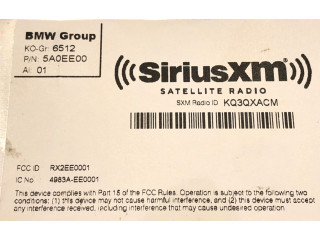 BMW Group
KO-Gr: 6512
P/N: 5A0EE00
AI: 01
SiriusXM
SATELLITE RADIO
SXM Radio ID KQ3QXACM
FCC ID RX2EE0001
IC No. 4983A-EE0001
This device complies with Part 15 of the FCC Rules. Operation is subject to the following two
conditions: (1) this device may not cause harmful interference, and (2) this device must accept
any interference received, including interference that may cause undesired operation